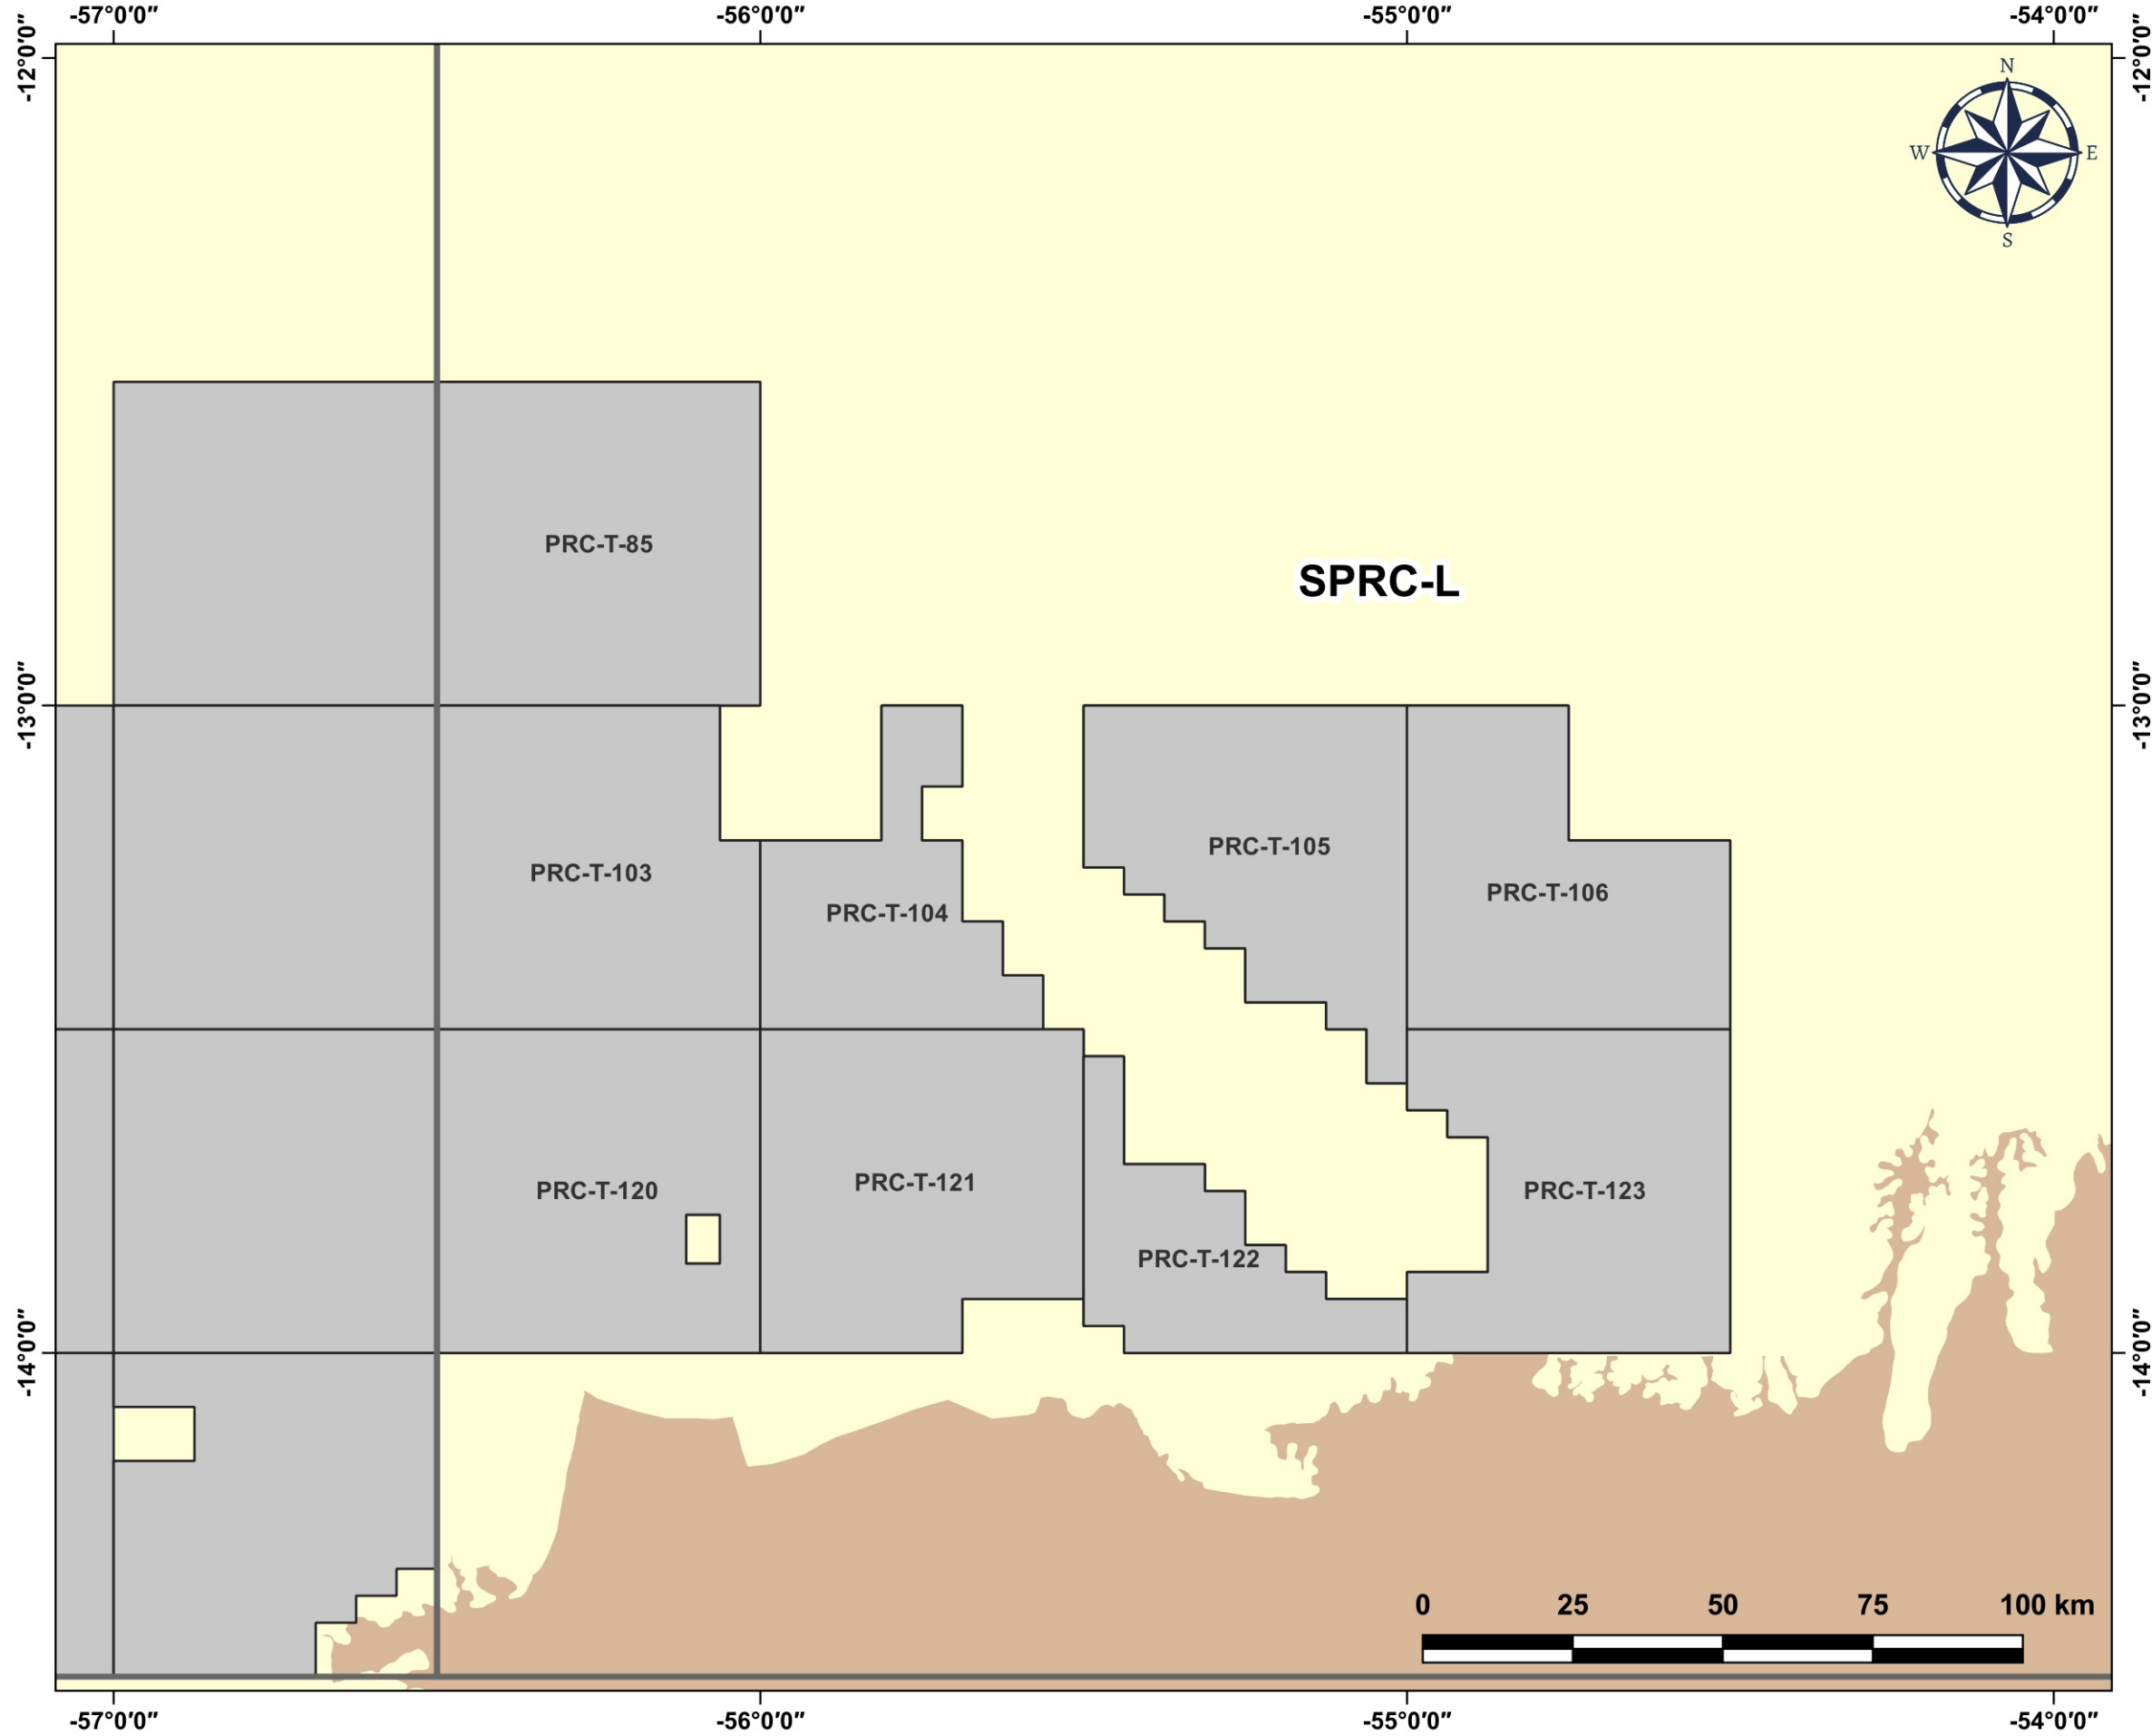 -57°0′0″ -56°0′0″ -55°0′0″ -54°0′0″
-12°0′0″ -12°0′0″
N
W E
S
PRC-T-85
SPRC-L
-13°0′0″ -13°0′0″
PRC-T-105
PRC-T-103
PRC-T-106
PRC-T-104
PRC-T-121
PRC-T-120 PRC-T-123
PRC-T-122
-14°0′0″ -14°0′0″
0 25 50 75 100 km
-57°0′0″ -56°0′0″ -55°0′0″ -54°0′0″